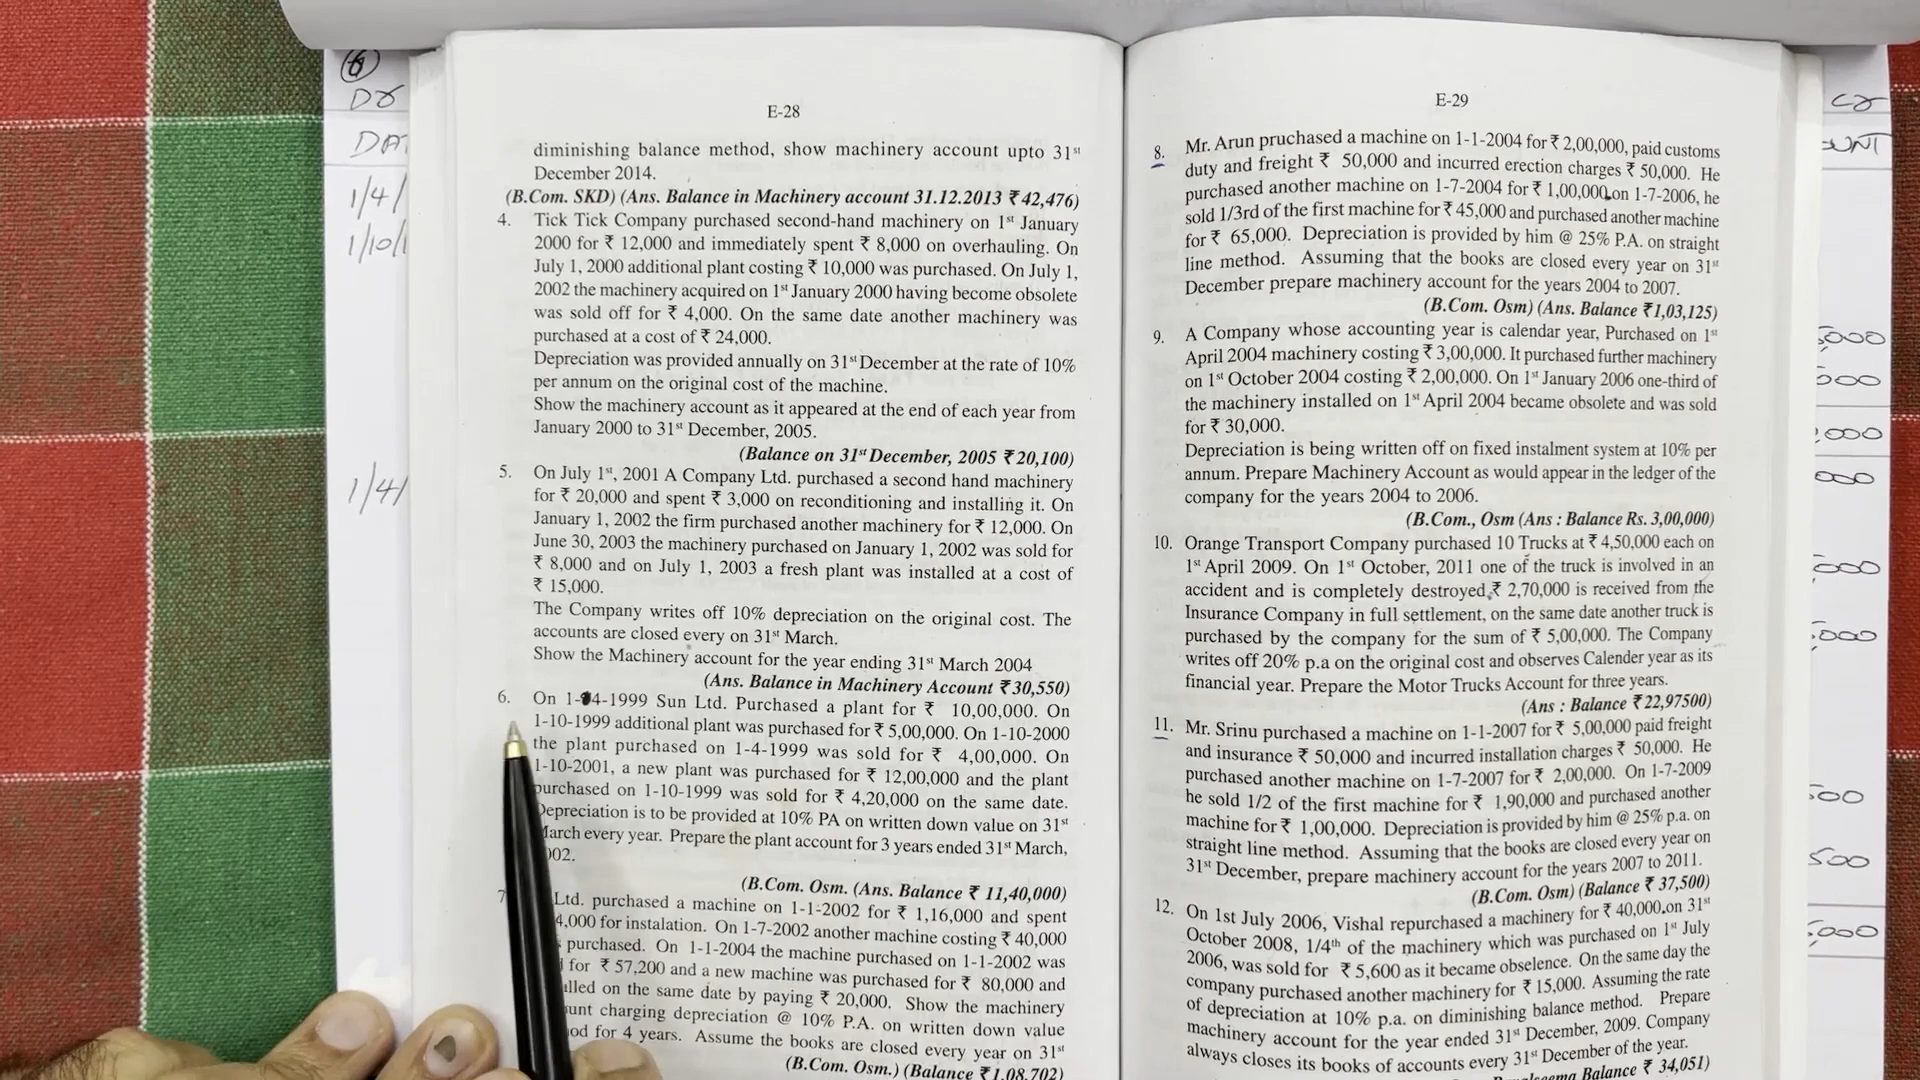 6
Dr
DA
1/4/
1/10/1
1/4/
E-28
diminishing balance method, show machinery account upto 31st
December 2014.
(B.Com. SKD) (Ans. Balance in Machinery account 31.12.2013 ₹ 42,476)
4. Tick Tick Company purchased second-hand machinery on 1st January
2000 for ₹ 12,000 and immediately spent ₹ 8,000 on overhauling. On
July 1, 2000 additional plant costing ₹ 10,000 was purchased. On July 1,
2002 the machinery acquired on 1st January 2000 having become obsolete
was sold off for ₹ 4,000. On the same date another machinery was
purchased at a cost of ₹ 24,000.
Depreciation was provided annually on 31st December at the rate of 10%
per annum on the original cost of the machine.
Show the machinery account as it appeared at the end of each year from
January 2000 to 31st December, 2005.
(Balance on 31st December, 2005 ₹ 20,100)
5. On July 1st, 2001 A Company Ltd. purchased a second hand machinery
for ₹ 20,000 and spent ₹ 3,000 on reconditioning and installing it. On
January 1, 2002 the firm purchased another machinery for ₹ 12,000. On
June 30, 2003 the machinery purchased on January 1, 2002 was sold for
₹ 8,000 and on July 1, 2003 a fresh plant was installed at a cost of
₹ 15,000.
The Company writes off 10% depreciation on the original cost. The
accounts are closed every on 31st March.
Show the Machinery account for the year ending 31st March 2004
(Ans. Balance in Machinery Account ₹ 30,550)
6. On 1-4-1999 Sun Ltd. Purchased a plant for ₹ 10,00,000. On
1-10-1999 additional plant was purchased for ₹ 5,00,000. On 1-10-2000
the plant purchased on 1-4-1999 was sold for ₹ 4,00,000. On
1-10-2001, a new plant was purchased for ₹ 12,00,000 and the plant
purchased on 1-10-1999 was sold for ₹ 4,20,000 on the same date.
Depreciation is to be provided at 10% PA on written down value on 31st
March every year. Prepare the plant account for 3 years ended 31st March,
002.
(B.Com. Osm. (Ans. Balance ₹ 11,40,000)
7 Ltd. purchased a machine on 1-1-2002 for ₹ 1,16,000 and spent
4,000 for instalation. On 1-7-2002 another machine costing ₹ 40,000
purchased. On 1-1-2004 the machine purchased on 1-1-2002 was
for ₹ 57,200 and a new machine was purchased for ₹ 80,000 and
alled on the same date by paying ₹ 20,000. Show the machinery
unt charging depreciation @ 10% P.A. on written down value
od for 4 years. Assume the books are closed every year on 31st
(B.Com. Osm.) (Balance ₹ 1,08,702)
E-29
8. Mr. Arun pruchased a machine on 1-1-2004 for ₹ 2,00,000, paid customs
duty and freight ₹ 50,000 and incurred erection charges ₹ 50,000. He
purchased another machine on 1-7-2004 for ₹ 1,00,000.on 1-7-2006, he
sold 1/3rd of the first machine for ₹ 45,000 and purchased another machine
for ₹ 65,000. Depreciation is provided by him @ 25% P.A. on straight
line method. Assuming that the books are closed every year on 31st
December prepare machinery account for the years 2004 to 2007.
(B.Com. Osm) (Ans. Balance ₹ 1,03,125)
9. A Company whose accounting year is calendar year, Purchased on 1st
April 2004 machinery costing ₹ 3,00,000. It purchased further machinery
on 1st October 2004 costing ₹ 2,00,000. On 1st January 2006 one-third of
the machinery installed on 1st April 2004 became obsolete and was sold
for ₹ 30,000.
Depreciation is being written off on fixed instalment system at 10% per
annum. Prepare Machinery Account as would appear in the ledger of the
company for the years 2004 to 2006.
(B.Com., Osm (Ans : Balance Rs. 3,00,000)
10. Orange Transport Company purchased 10 Trucks at ₹ 4,50,000 each on
1st April 2009. On 1st October, 2011 one of the truck is involved in an
accident and is completely destroyed, ₹ 2,70,000 is received from the
Insurance Company in full settlement, on the same date another truck is
purchased by the company for the sum of ₹ 5,00,000. The Company
writes off 20% p.a on the original cost and observes Calender year as its
financial year. Prepare the Motor Trucks Account for three years.
(Ans : Balance ₹ 22,97500)
11. Mr. Srinu purchased a machine on 1-1-2007 for ₹ 5,00,000 paid freight
and insurance ₹ 50,000 and incurred installation charges ₹ 50,000. He
purchased another machine on 1-7-2007 for ₹ 2,00,000. On 1-7-2009
he sold 1/2 of the first machine for ₹ 1,90,000 and purchased another
machine for ₹ 1,00,000. Depreciation is provided by him @ 25% p.a. on
straight line method. Assuming that the books are closed every year on
31st December, prepare machinery account for the years 2007 to 2011.
(B.Com. Osm) (Balance ₹ 37,500)
12. On 1st July 2006, Vishal repurchased a machinery for ₹ 40,000.on 31st
October 2008, 1/4th of the machinery which was purchased on 1st July
2006, was sold for ₹ 5,600 as it became obselence. On the same day the
company purchased another machinery for ₹ 15,000. Assuming the rate
of depreciation at 10% p.a. on diminishing balance method. Prepare
machinery account for the year ended 31st December, 2009. Company
always closes its books of accounts every 31st December of the year.
Balance ₹ 34,051)
Cr
OUNT
5,000
500
,000
000
,000
,000
500
500
5,000